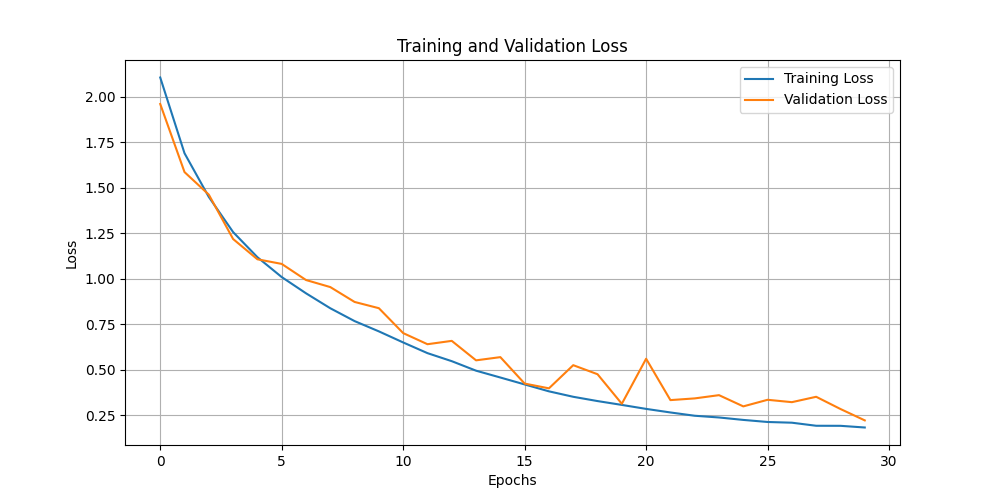 Training and Validation Loss
Training Loss
Validation Loss
2.00
1.75
1.50
1.25
1.00
0.75
0.50
0.25
Loss
0 5 10 15 20 25 30
Epochs